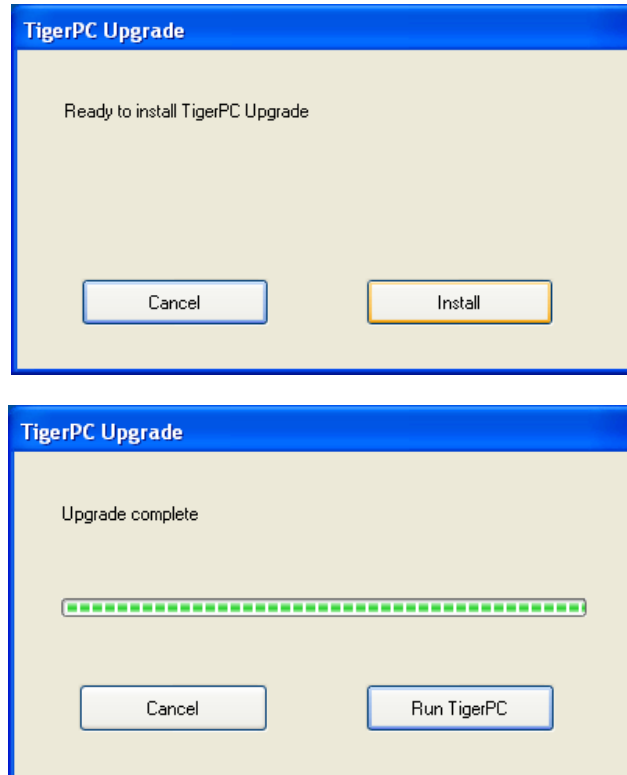 TigerPC Upgrade
Ready to install TigerPC Upgrade
Cancel Install
TigerPC Upgrade
Upgrade complete
Cancel Run TigerPC